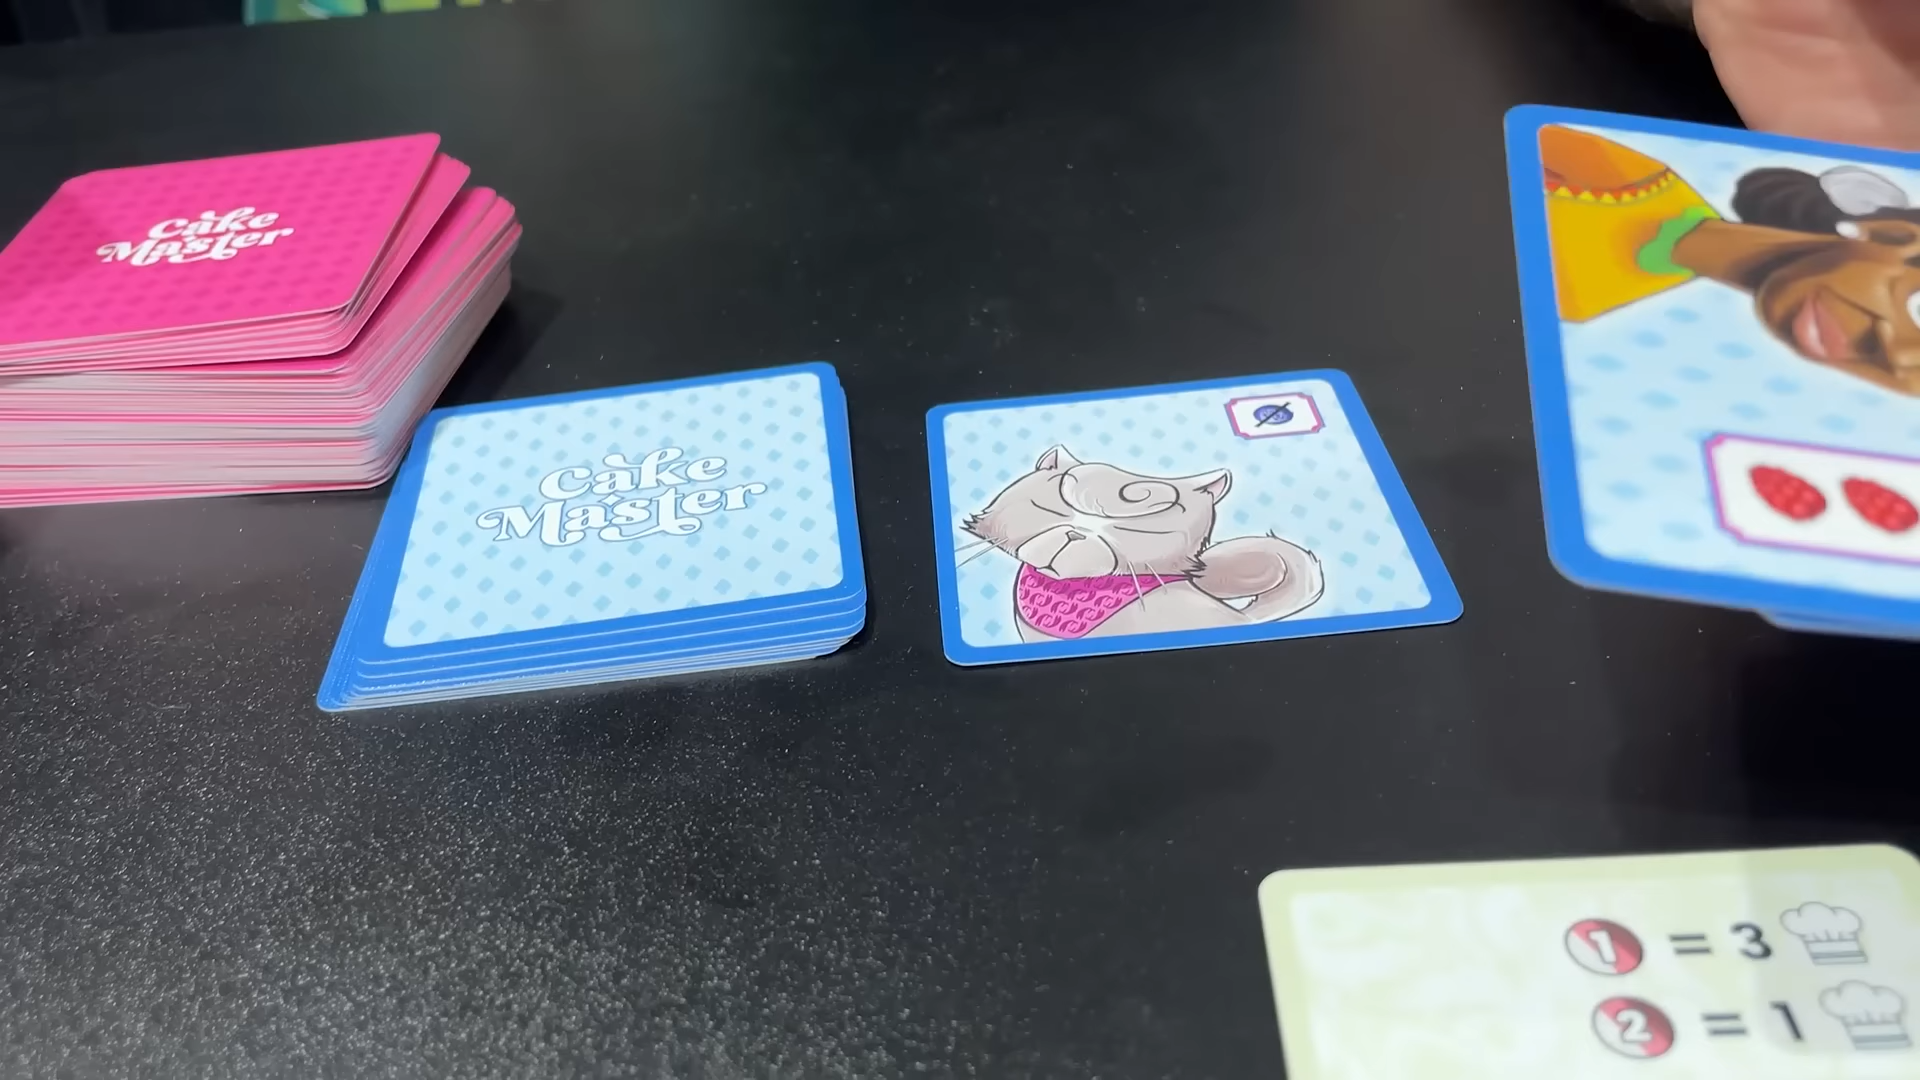 Cake
Master
Cake
Master
1 = 3
2 = 1